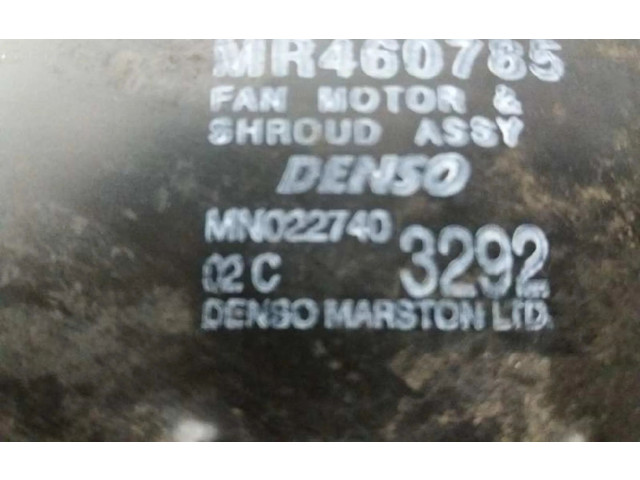 MR460785
FAN MOTOR &
SHROUD ASSY
DENSO
MN022740
02 C 3292
DENSO MARSTON LTD.